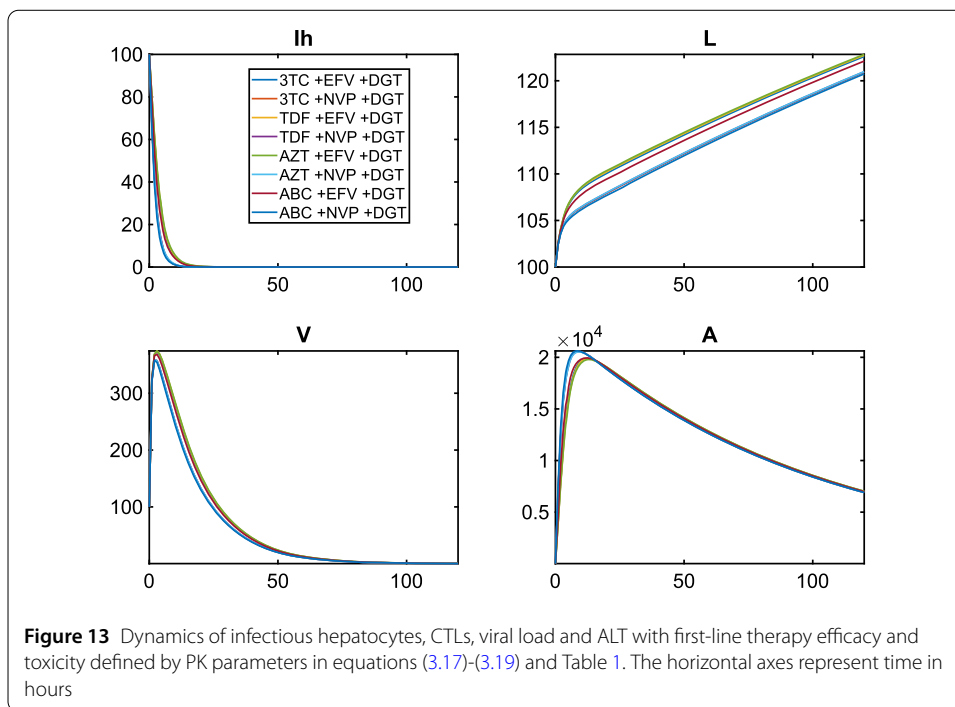 Ih
100
80
60
40
20
0
0 50 100
3TC +EFV +DGT
3TC +NVP +DGT
TDF +EFV +DGT
TDF +NVP +DGT
AZT +EFV +DGT
AZT +NVP +DGT
ABC +EFV +DGT
ABC +NVP +DGT
L
120
115
110
105
100
0 50 100
V
300
200
100
0 50 100
A
×10⁴
2
1.5
1
0.5
0 50 100
Figure 13 Dynamics of infectious hepatocytes, CTLs, viral load and ALT with first-line therapy efficacy and
toxicity defined by PK parameters in equations (3.17)-(3.19) and Table 1. The horizontal axes represent time in
hours